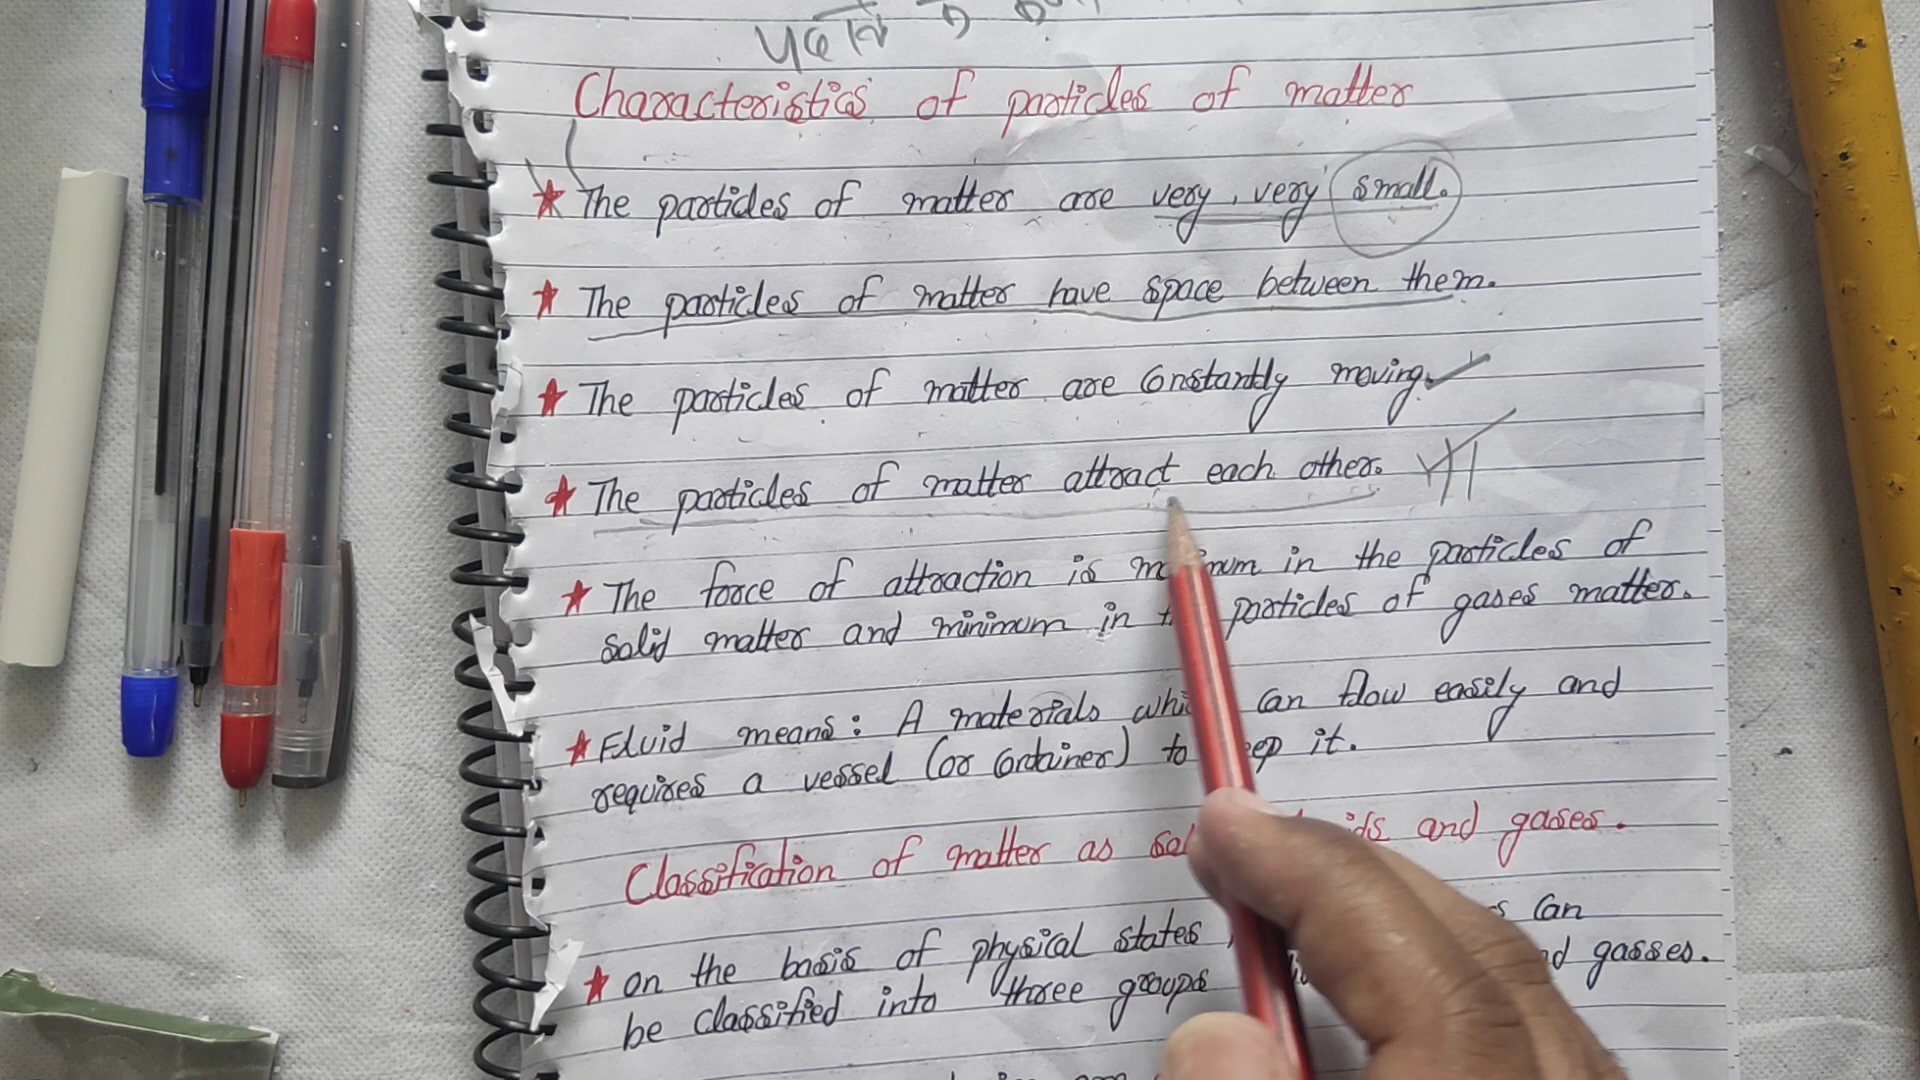 Characteristics of particles of matter
The particles of matter are very, very small.
The particles of matter have space between them.
The particles of matter are constantly moving.
The particles of matter attract each other.
The force of attraction is in the particles of
solid matter and minimum in particles of gases matter.
Fluid means: A materials can flow easily and
requires a vessel (or container) to it.
Classification of matter as and gases.
on the basis of physical states can
be classified into three groups gasses.